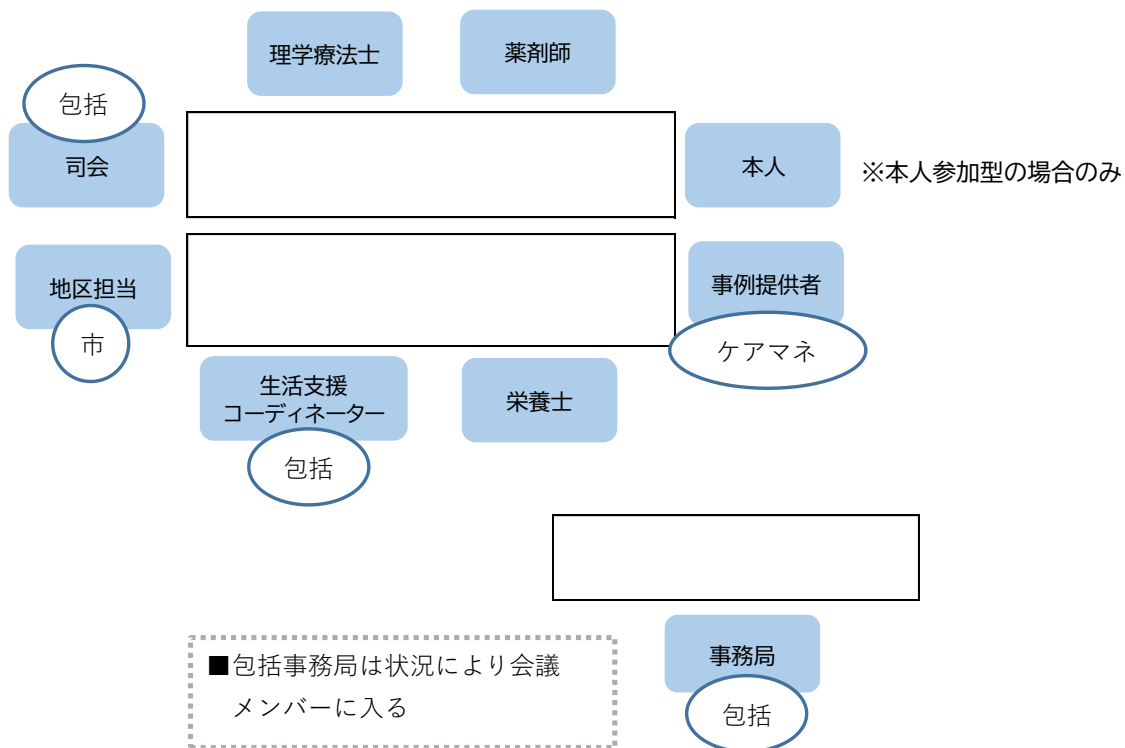 理学療法士
薬剤師
包括
司会
本人
※本人参加型の場合のみ
地区担当
市
事例提供者
ケアマネ
生活支援
コーディネーター
包括
栄養士
■包括事務局は状況により会議
メンバーに入る
事務局
包括